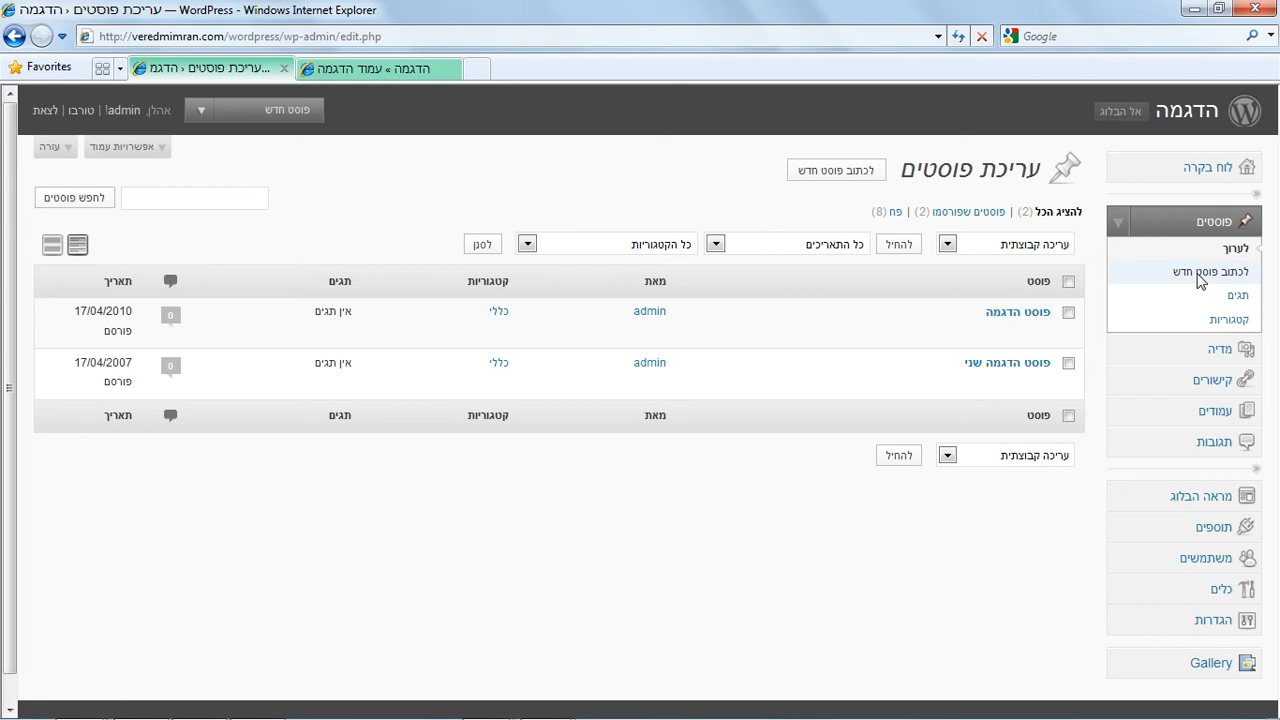 הדגמה › עריכת פוסטים — WordPress - Windows Internet Explorer
http://veredmimran.com/wordpress/wp-admin/edit.php
Google
Favorites
עריכת פוסטים ‹ הדגמ...
הדגמה » עמוד הדגמה
הדגמה
אל הבלוג
פוסט חדש
אהלן, admin! | טורבו | לצאת
אפשרויות עמוד
עזרה
עריכת פוסטים
לכתוב פוסט חדש
לחפש פוסטים
להציג הכל (2) | פוסטים שפורסמו (2) | פח (8)
עריכה קבוצתית
להחיל
כל התאריכים
כל הקטגוריות
לסנן
פוסט מאת קטגוריות תגים תאריך
פוסט הדגמה admin כללי אין תגים 0 17/04/2010
פורסם
פוסט הדגמה שני admin כללי אין תגים 0 17/04/2007
פורסם
פוסט מאת קטגוריות תגים תאריך
עריכה קבוצתית
להחיל
לוח בקרה
פוסטים
לערוך
לכתוב פוסט חדש
תגים
קטגוריות
מדיה
קישורים
עמודים
תגובות
מראה הבלוג
תוספים
משתמשים
כלים
הגדרות
Gallery